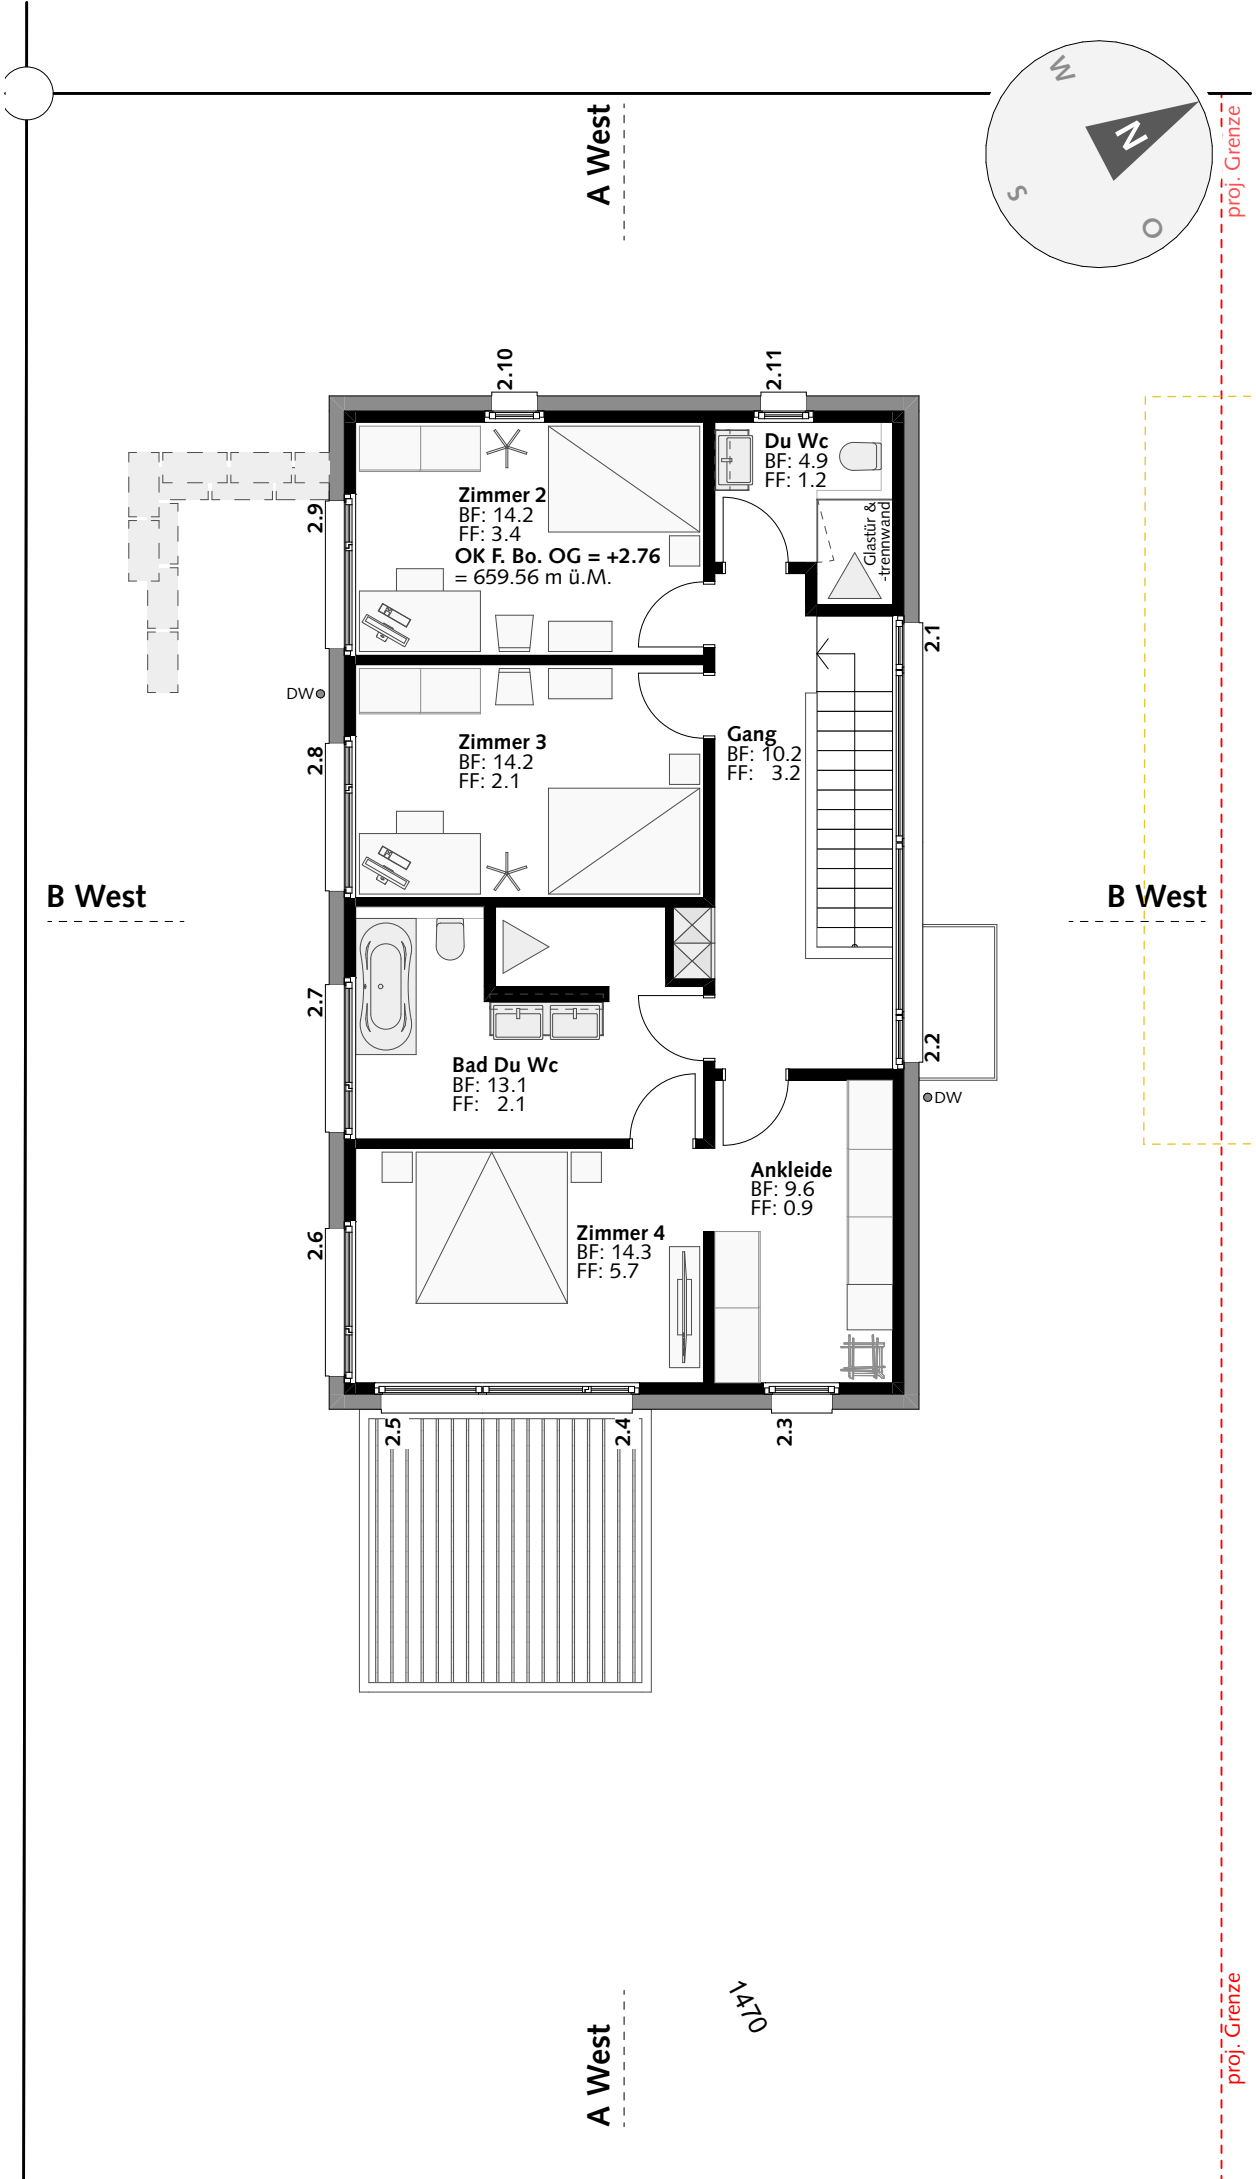 A West
W
N
S
O
proj. Grenze
2.10
2.11
Du Wc
BF: 4.9
FF: 1.2
Glastür &
-trennwand
Zimmer 2
BF: 14.2
FF: 3.4
OK F. Bo. OG = +2.76
= 659.56 m ü.M.
2.9
2.1
DW
Zimmer 3
BF: 14.2
FF: 2.1
Gang
BF: 10.2
FF: 3.2
2.8
B West
B West
2.7
2.2
Bad Du Wc
BF: 13.1
FF: 2.1
DW
Ankleide
BF: 9.6
FF: 0.9
Zimmer 4
BF: 14.3
FF: 5.7
2.6
2.5
2.4
2.3
1470
A West
proj. Grenze